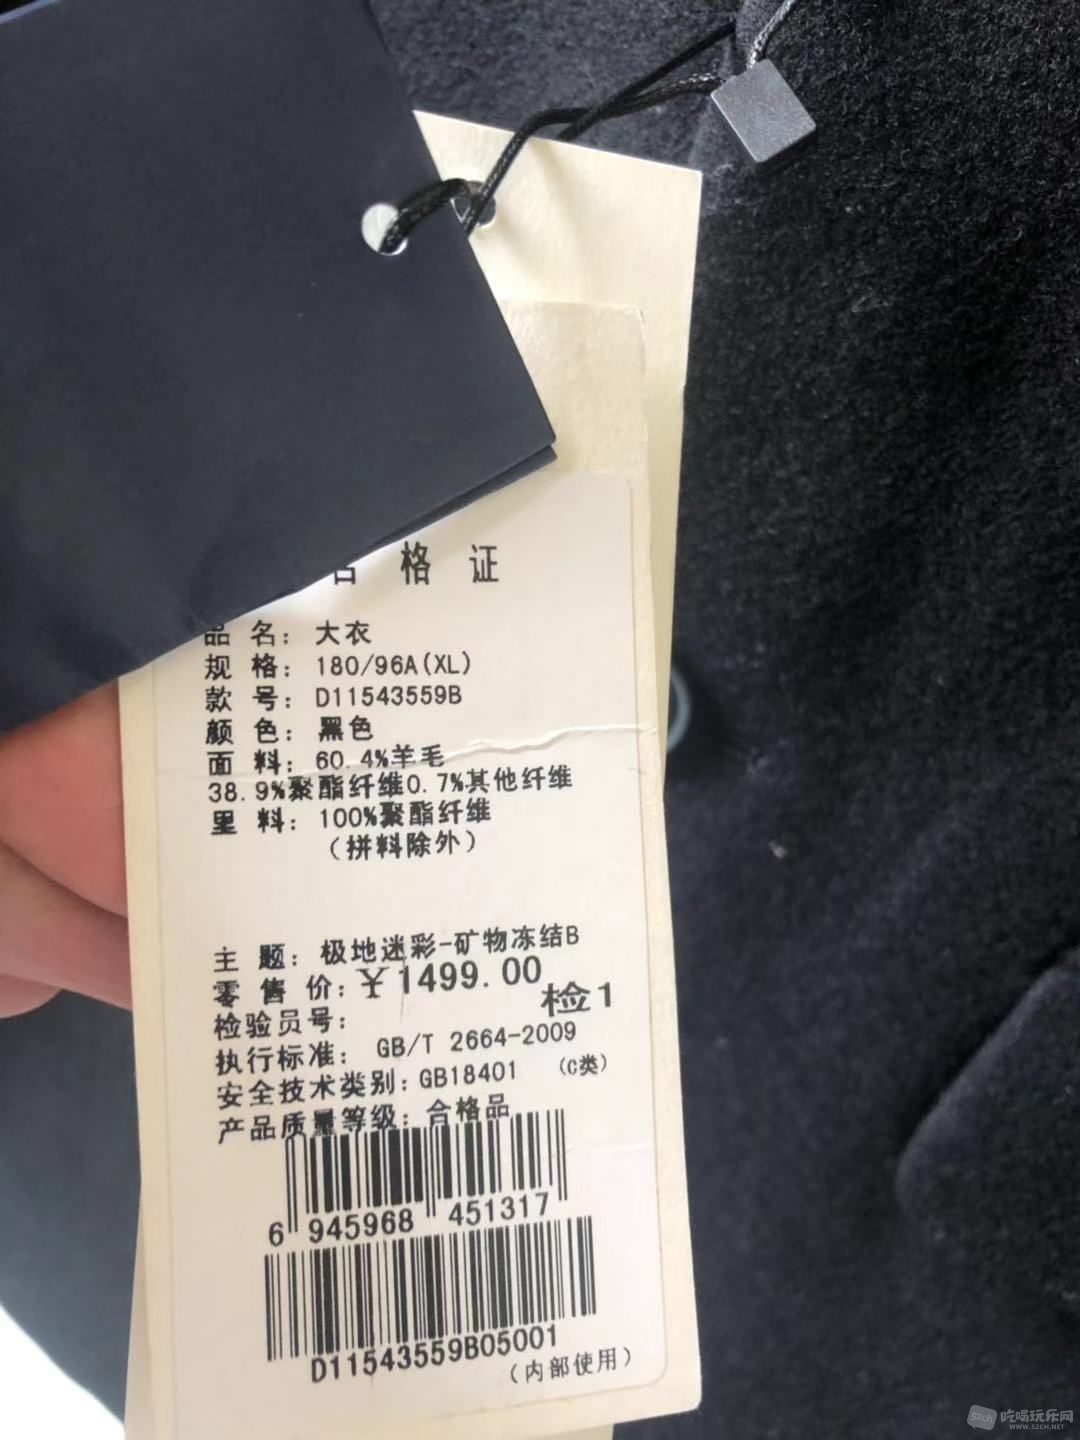 合 格 证
品 名: 大衣
规 格: 180/96A(XL)
款 号: D11543559B
颜 色: 黑色
面 料: 60.4%羊毛
38.9%聚酯纤维0.7%其他纤维
里 料: 100%聚酯纤维
(拼料除外)
主 题: 极地迷彩-矿物冻结B
零 售 价: ¥1499.00
检验员号: 检1
执行标准: GB/T 2664-2009
安全技术类别: GB18401 (C类)
产品质量等级: 合格品
6 945968 451317
D11543559B05001
(内部使用)
52ch 吃喝玩乐网
WWW.52CH.NET